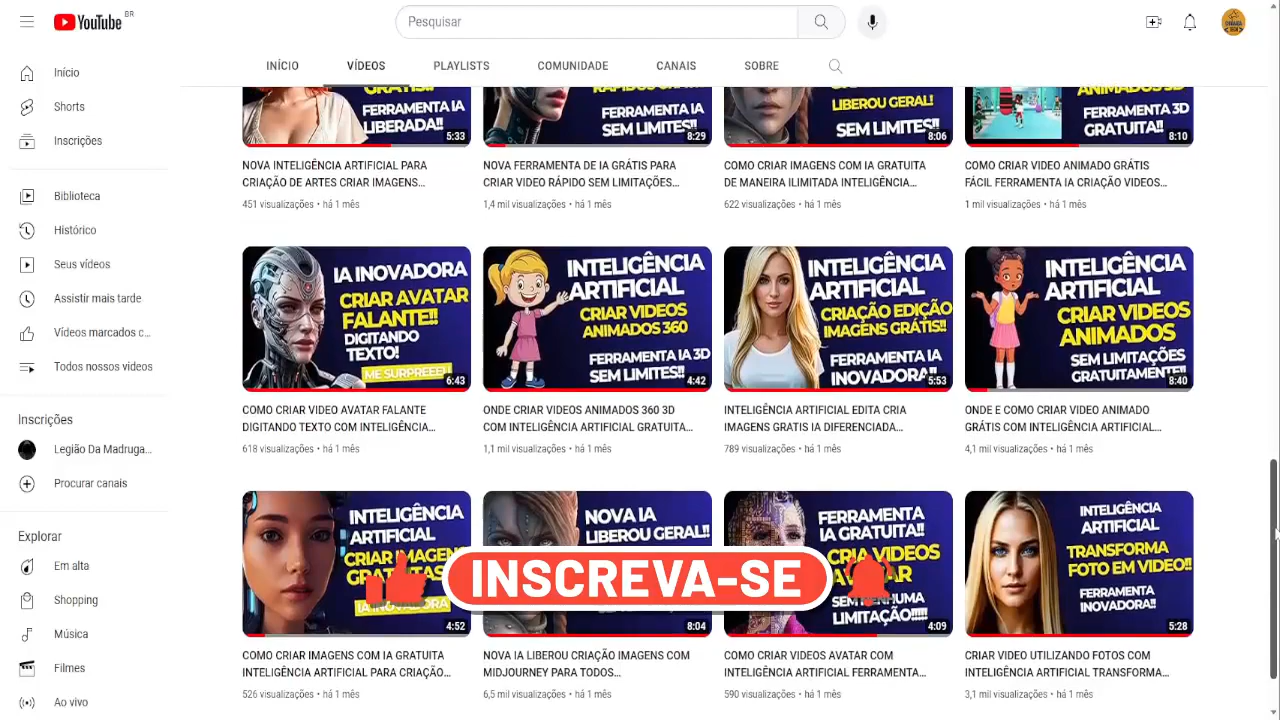 YouTube BR
Pesquisar
INÍCIO VÍDEOS PLAYLISTS COMUNIDADE CANAIS SOBRE
Início
Shorts
Inscrições
Biblioteca
Histórico
Seus vídeos
Assistir mais tarde
Vídeos marcados c...
Todos nossos videos
Inscrições
Legião Da Madruga...
Procurar canais
Explorar
Em alta
Shopping
Música
Filmes
Ao vivo
FERRAMENTA IA
LIBERADA!!
5:33
NOVA INTELIGÊNCIA ARTIFICIAL PARA
CRIAÇÃO DE ARTES CRIAR IMAGENS...
451 visualizações • há 1 mês
FERRAMENTA IA
SEM LIMITES!!
8:29
NOVA FERRAMENTA DE IA GRÁTIS PARA
CRIAR VIDEO RÁPIDO SEM LIMITAÇÕES...
1,4 mil visualizações • há 1 mês
LIBEROU GERAL!
SEM LIMITES!!
8:06
COMO CRIAR IMAGENS COM IA GRATUITA
DE MANEIRA ILIMITADA INTELIGÊNCIA...
622 visualizações • há 1 mês
ANIMADOS 3D
FERRAMENTA 3D
GRATUITA!!
8:10
COMO CRIAR VIDEO ANIMADO GRÁTIS
FÁCIL FERRAMENTA IA CRIAÇÃO VIDEOS...
1 mil visualizações • há 1 mês
IA INOVADORA
CRIAR AVATAR
FALANTE!!
DIGITANDO
TEXTO!
ME SURPREEE!
6:43
COMO CRIAR VIDEO AVATAR FALANTE
DIGITANDO TEXTO COM INTELIGÊNCIA...
618 visualizações • há 1 mês
INTELIGÊNCIA
ARTIFICIAL
CRIAR VIDEOS
ANIMADOS 360
FERRAMENTA IA 3D
SEM LIMITES!!
4:42
ONDE CRIAR VIDEOS ANIMADOS 360 3D
COM INTELIGÊNCIA ARTIFICIAL GRATUITA...
1,1 mil visualizações • há 1 mês
INTELIGÊNCIA
ARTIFICIAL
CRIAÇÃO EDIÇÃO
IMAGENS GRÁTIS!!
FERRAMENTA IA
INOVADORA!!
5:53
INTELIGÊNCIA ARTIFICIAL EDITA CRIA
IMAGENS GRATIS IA DIFERENCIADA...
789 visualizações • há 1 mês
INTELIGÊNCIA
ARTIFICIAL
CRIAR VIDEOS
ANIMADOS
SEM LIMITAÇÕES
GRATUITAMENTE!!
8:40
ONDE E COMO CRIAR VIDEO ANIMADO
GRÁTIS COM INTELIGÊNCIA ARTIFICIAL...
4,1 mil visualizações • há 1 mês
INTELIGÊNCIA
ARTIFICIAL
CRIAR IMAGENS
GRATUITAS
IA INOVADORA
4:52
COMO CRIAR IMAGENS COM IA GRATUITA
INTELIGÊNCIA ARTIFICIAL PARA CRIAÇÃO...
526 visualizações • há 1 mês
NOVA IA
LIBEROU GERAL!!
8:04
NOVA IA LIBEROU CRIAÇÃO IMAGENS COM
MIDJOURNEY PARA TODOS...
6,5 mil visualizações • há 1 mês
FERRAMENTA
IA GRATUITA!!
CRIA VIDEOS
AVATAR
SEM NENHUMA
LIMITAÇÃO!!!!!
4:09
COMO CRIAR VIDEOS AVATAR COM
INTELIGÊNCIA ARTIFICIAL FERRAMENTA...
590 visualizações • há 1 mês
INTELIGÊNCIA
ARTIFICIAL
TRANSFORMA
FOTO EM VIDEO!!
FERRAMENTA
INOVADORA!!
5:28
CRIAR VIDEO UTILIZANDO FOTOS COM
INTELIGÊNCIA ARTIFICIAL TRANSFORMA...
3,1 mil visualizações • há 1 mês
INSCREVA-SE